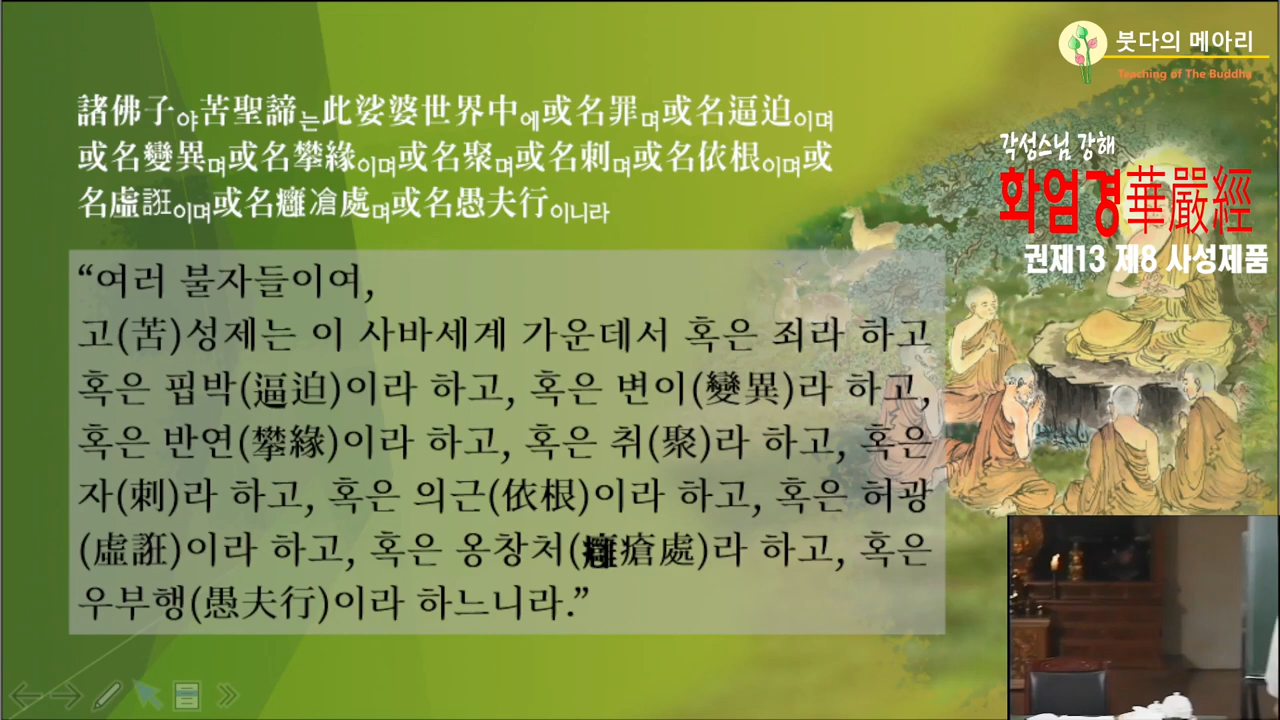 諸佛子야苦聖諦는此娑婆世界中에或名罪며或名逼迫이며
或名變異며或名攀緣이며或名聚며或名刺며或名依根이며或
名虛誑이며或名癰滄處며或名愚夫行이니라
“여러 불자들이여,
고(苦)성제는 이 사바세계 가운데서 혹은 죄라 하고
혹은 핍박(逼迫)이라 하고, 혹은 변이(變異)라 하고,
혹은 반연(攀緣)이라 하고, 혹은 취(聚)라 하고, 혹은
자(刺)라 하고, 혹은 의근(依根)이라 하고, 혹은 허광
(虛誑)이라 하고, 혹은 옹창처(癰瘡處)라 하고, 혹은
우부행(愚夫行)이라 하느니라.”
붓다의 메아리
Teaching of The Buddha
각성스님 강해
화엄경華嚴經
권제13 제8 사성제품